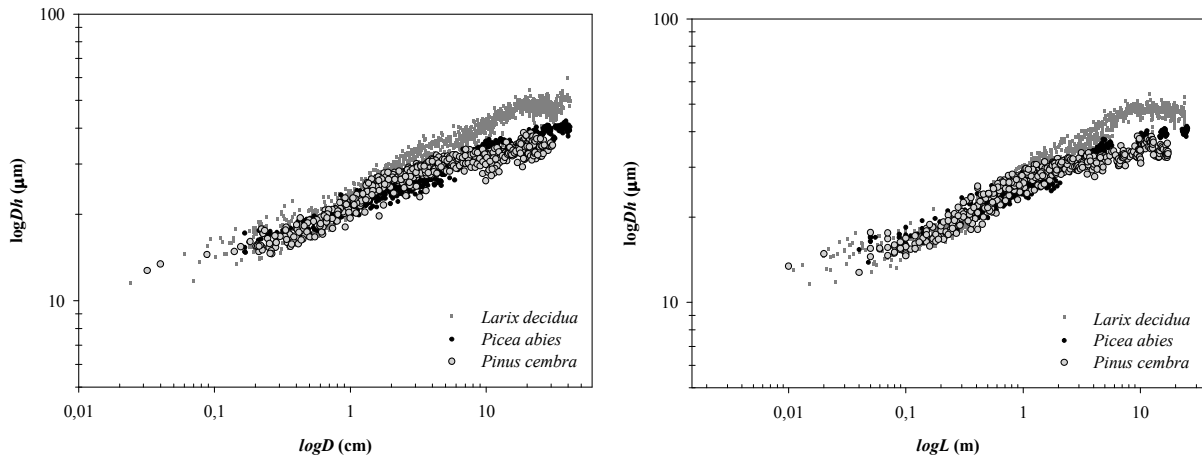 100
10
logDh (μm)
0,01
0,1
1
10
logD (cm)
Larix decidua
Picea abies
Pinus cembra
100
10
logDh (μm)
0,01
0,1
1
10
logL (m)
Larix decidua
Picea abies
Pinus cembra